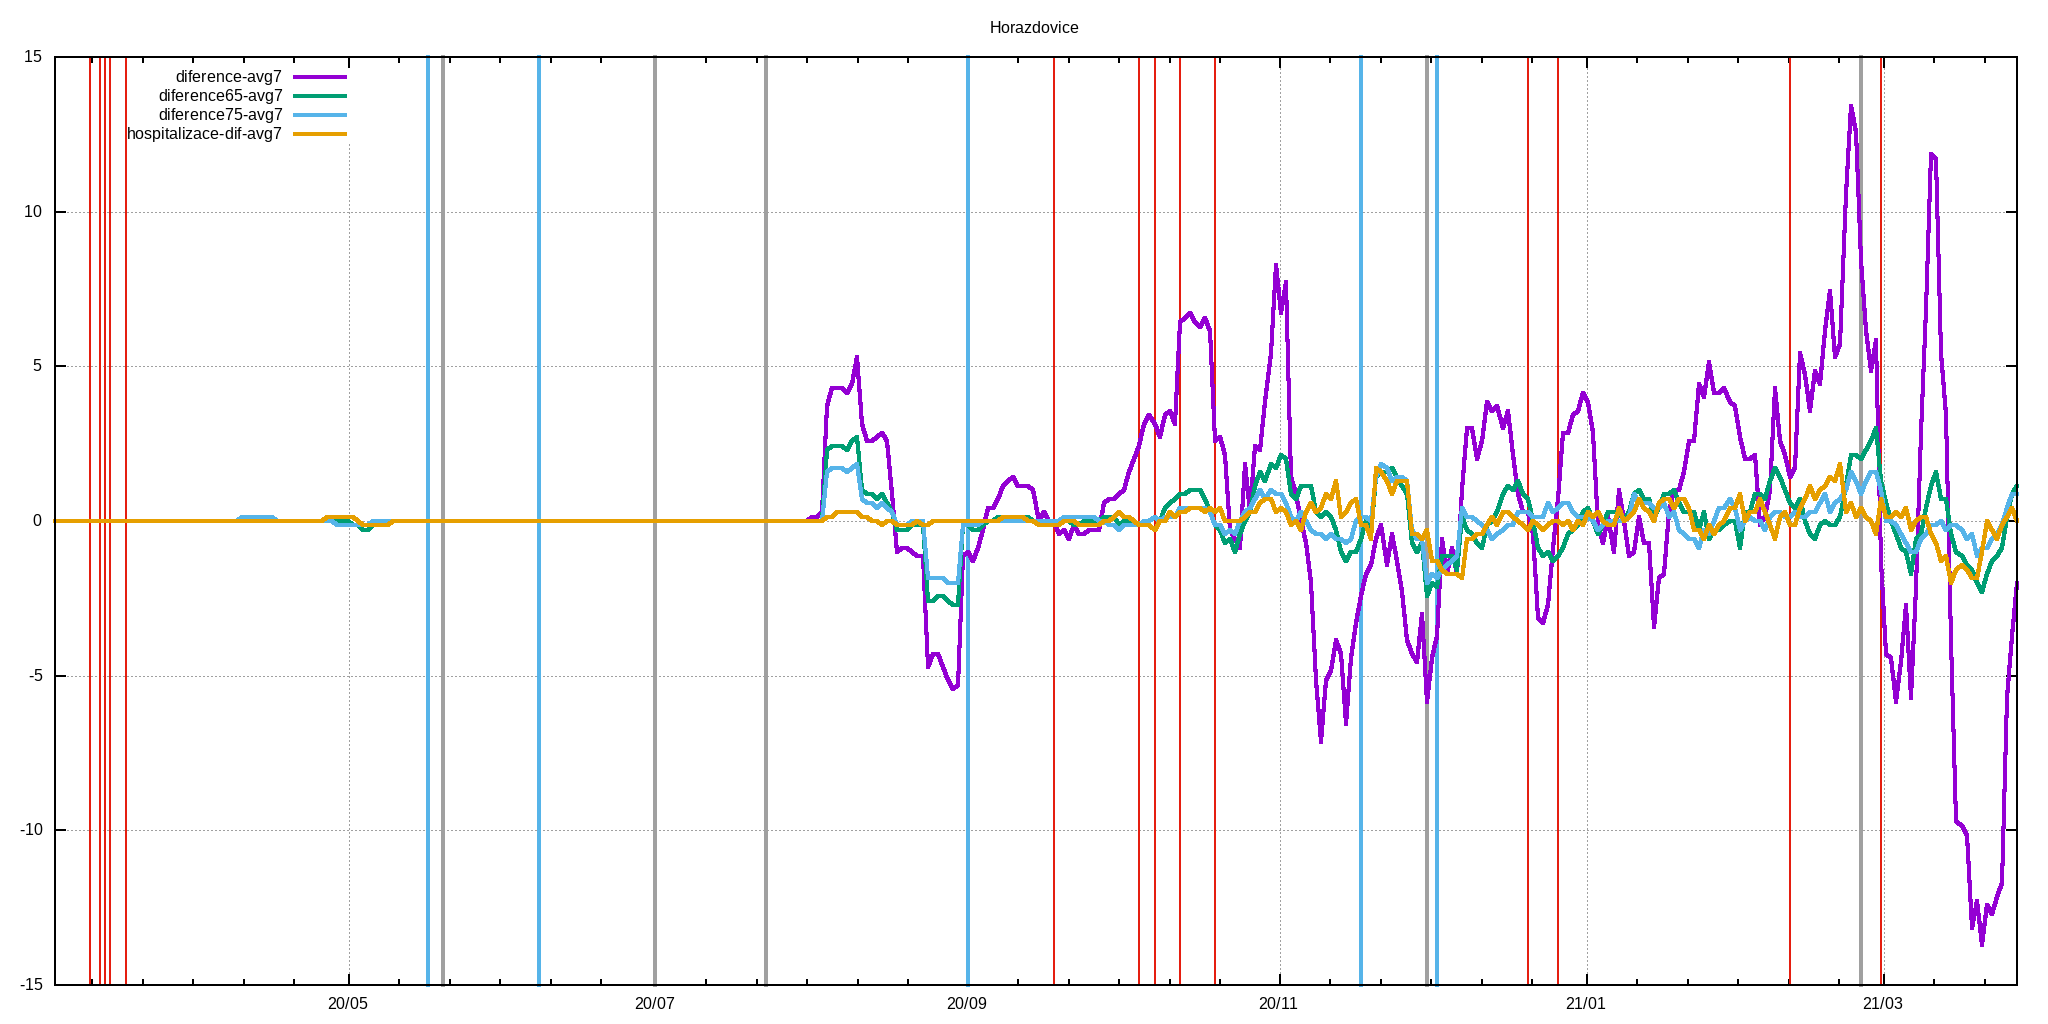 Horazdovice
15
diference-avg7
diference65-avg7
diference75-avg7
hospitalizace-dif-avg7
10
5
0
-5
-10
-15
20/05 20/07 20/09 20/11 21/01 21/03